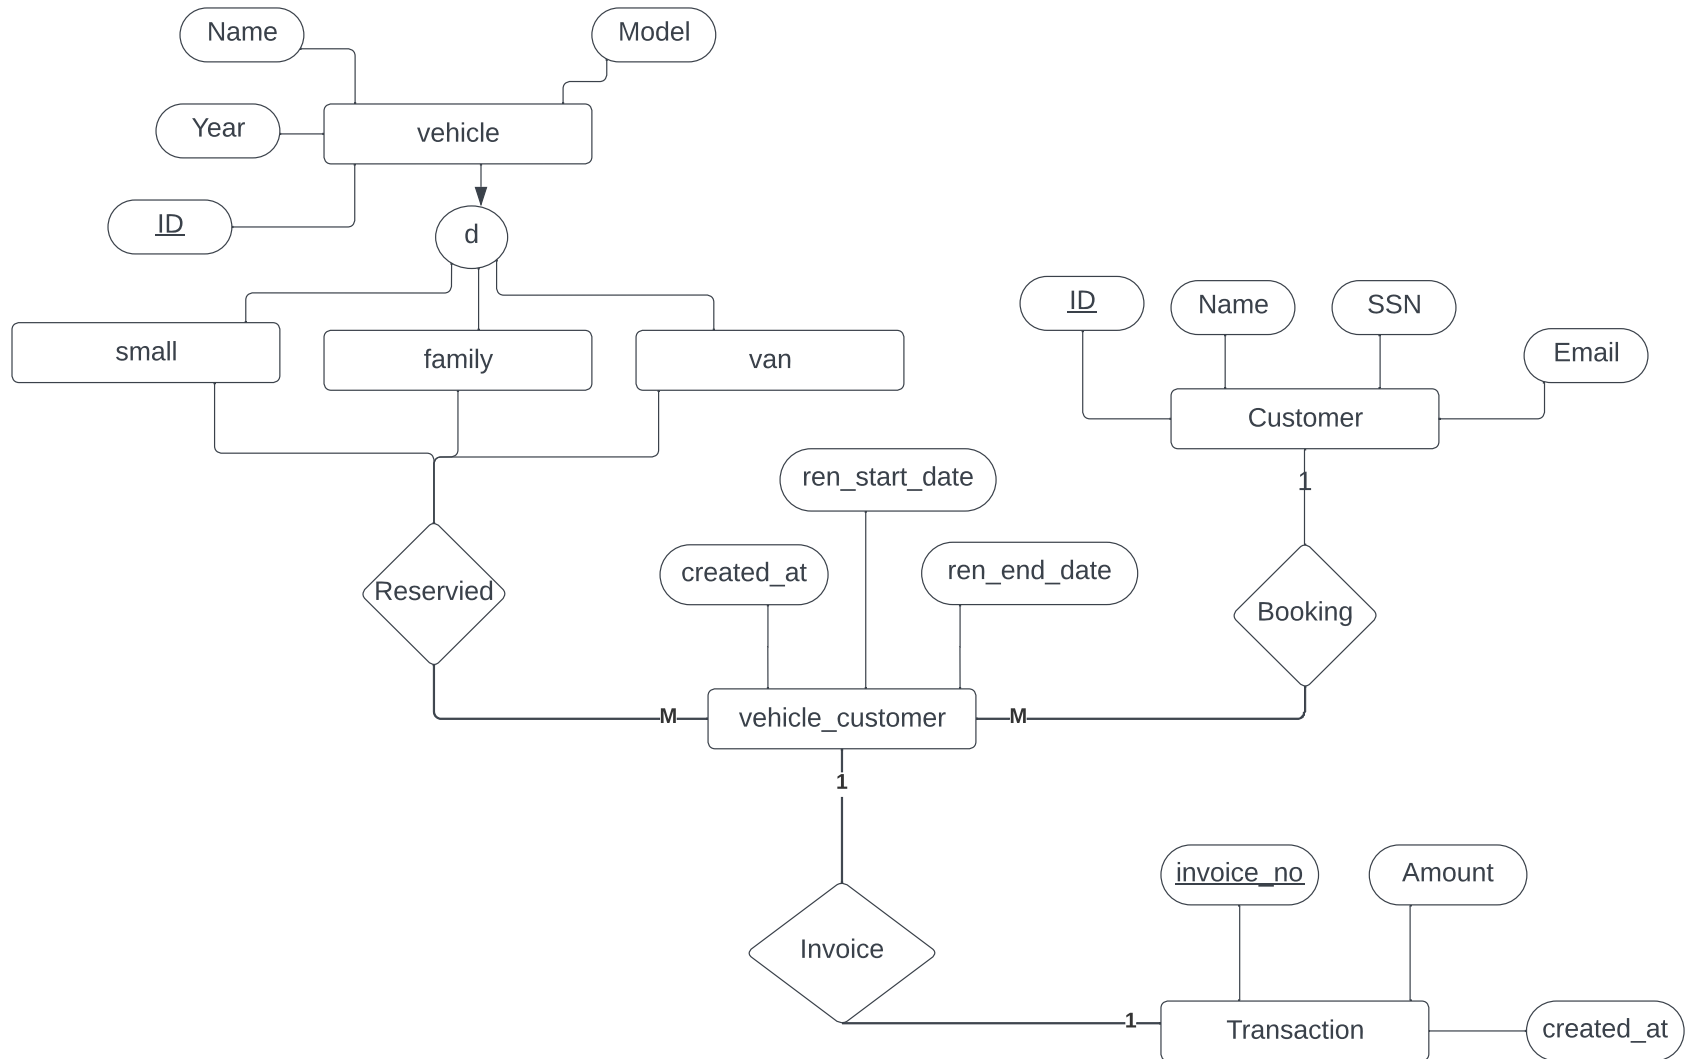 Name
Model
Year
vehicle
ID
d
small
family
van
ID
Name
SSN
Email
Customer
1
ren_start_date
created_at
ren_end_date
Reservied
Booking
M
vehicle_customer
M
1
invoice_no
Amount
Invoice
1
Transaction
created_at